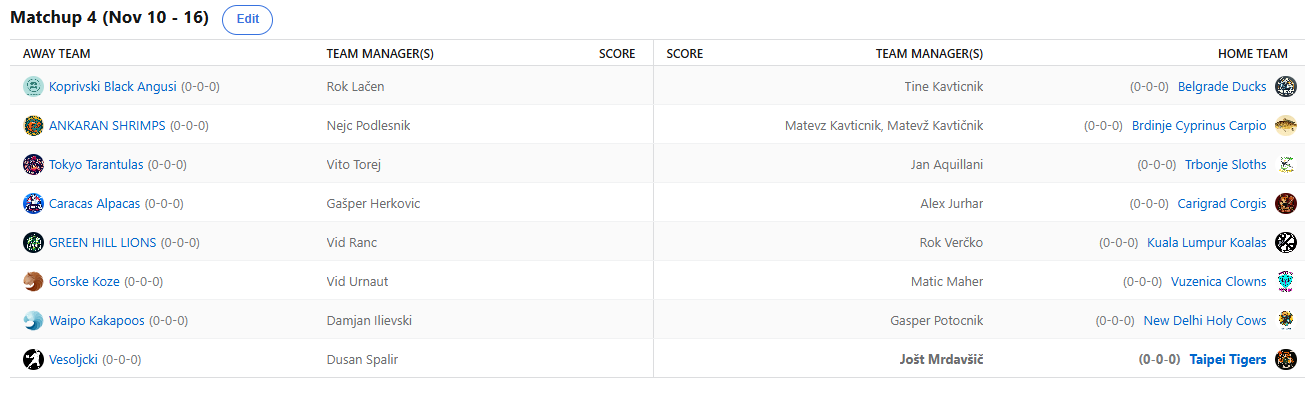 Matchup 4 (Nov 10 - 16) Edit
AWAY TEAM TEAM MANAGER(S) SCORE SCORE TEAM MANAGER(S) HOME TEAM
Koprivski Black Angusi (0-0-0) Rok Lačen Tine Kavticnik (0-0-0) Belgrade Ducks
ANKARAN SHRIMPS (0-0-0) Nejc Podlesnik Matevz Kavticnik, Matevž Kavtičnik (0-0-0) Brdinje Cyprinus Carpio
Tokyo Tarantulas (0-0-0) Vito Torej Jan Aquillani (0-0-0) Trbonje Sloths
Caracas Alpacas (0-0-0) Gašper Herkovic Alex Jurhar (0-0-0) Carigrad Corgis
GREEN HILL LIONS (0-0-0) Vid Ranc Rok Verčko (0-0-0) Kuala Lumpur Koalas
Gorske Koze (0-0-0) Vid Urnaut Matic Maher (0-0-0) Vuzenica Clowns
Waipo Kakapoos (0-0-0) Damjan Ilievski Gasper Potocnik (0-0-0) New Delhi Holy Cows
Vesoljcki (0-0-0) Dusan Spalir Jošt Mrdavšič (0-0-0) Taipei Tigers